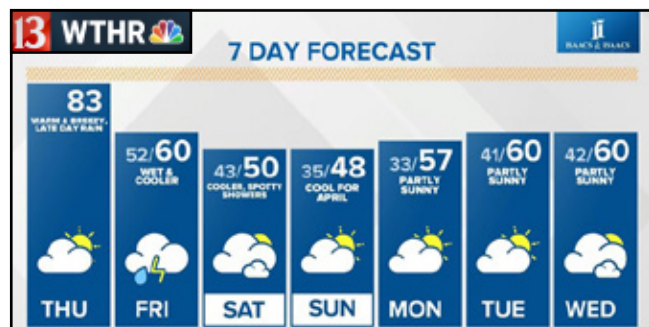 13 WTHR
7 DAY FORECAST
ISAACS & ISAACS
83
WARM & BREEZY,
LATE DAY RAIN
THU
52/60
WET &
COOLER
FRI
43/50
COOLER, SPOTTY
SHOWERS
SAT
35/48
COOL FOR
APRIL
SUN
33/57
PARTLY
SUNNY
MON
41/60
PARTLY
SUNNY
TUE
42/60
PARTLY
SUNNY
WED